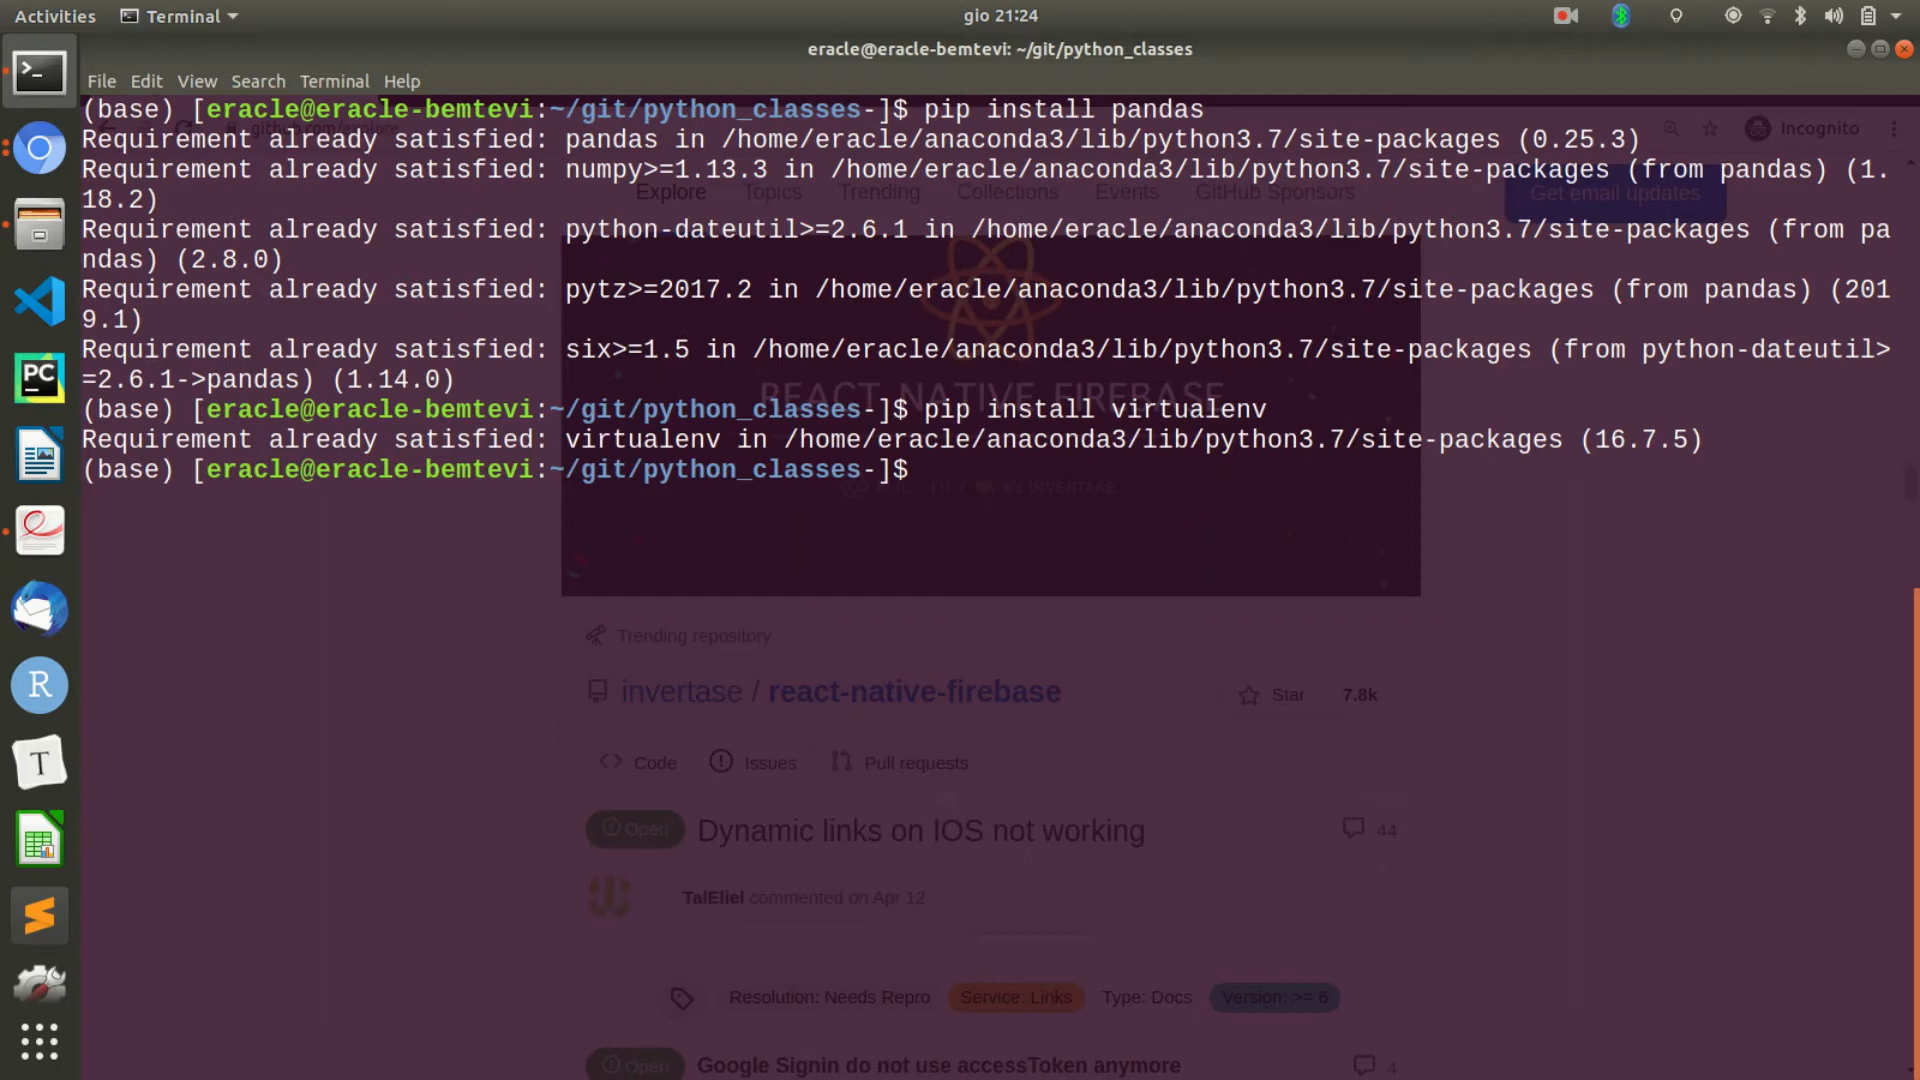 Activities Terminal gio 21:24
eracle@eracle-bemtevi: ~/git/python_classes
File Edit View Search Terminal Help
(base) [eracle@eracle-bemtevi:~/git/python_classes-]$ pip install pandas
Requirement already satisfied: pandas in /home/eracle/anaconda3/lib/python3.7/site-packages (0.25.3)
Incognito
Requirement already satisfied: numpy>=1.13.3 in /home/eracle/anaconda3/lib/python3.7/site-packages (from pandas) (1.
18.2)
Explore Topics Trending Collections Events GitHub Sponsors Get email updates
Requirement already satisfied: python-dateutil>=2.6.1 in /home/eracle/anaconda3/lib/python3.7/site-packages (from pa
ndas) (2.8.0)
Requirement already satisfied: pytz>=2017.2 in /home/eracle/anaconda3/lib/python3.7/site-packages (from pandas) (201
9.1)
Requirement already satisfied: six>=1.5 in /home/eracle/anaconda3/lib/python3.7/site-packages (from python-dateutil>
=2.6.1->pandas) (1.14.0)
REACT NATIVE FIREBASE
(base) [eracle@eracle-bemtevi:~/git/python_classes-]$ pip install virtualenv
Requirement already satisfied: virtualenv in /home/eracle/anaconda3/lib/python3.7/site-packages (16.7.5)
(base) [eracle@eracle-bemtevi:~/git/python_classes-]$
BY INVERTASE
Trending repository
invertase / react-native-firebase Star 7.8k
Code Issues Pull requests
Open Dynamic links on IOS not working 44
TalEliel commented on Apr 12
Resolution: Needs Repro Service: Links Type: Docs Version: >= 6
Open Google Signin do not use accessToken anymore 4